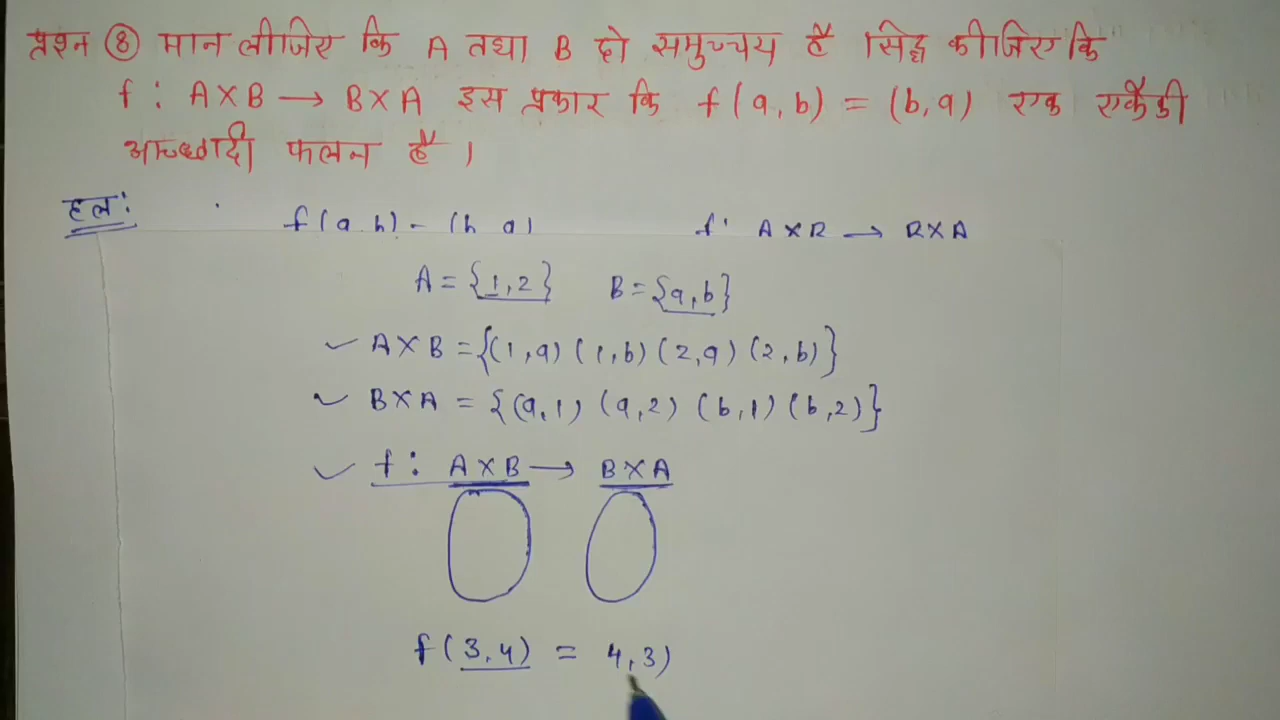 प्रश्न ⑧ मान लीजिए कि A तथा B दो समुच्चय है सिद्ध कीजिए कि
f : A×B → B×A इस प्रकार कि f(a,b) = (b,a) एक एकैकी
आच्छादी फलन है ।
हल:
f(a b) = (b a) f: A×B → B×A
A = {1,2} B = {a,b}
✓ A×B = {(1,a) (1,b) (2,a) (2,b)}
✓ B×A = {(a,1) (a,2) (b,1) (b,2)}
✓ f : A×B → B×A
f(3,4) = 4,3)